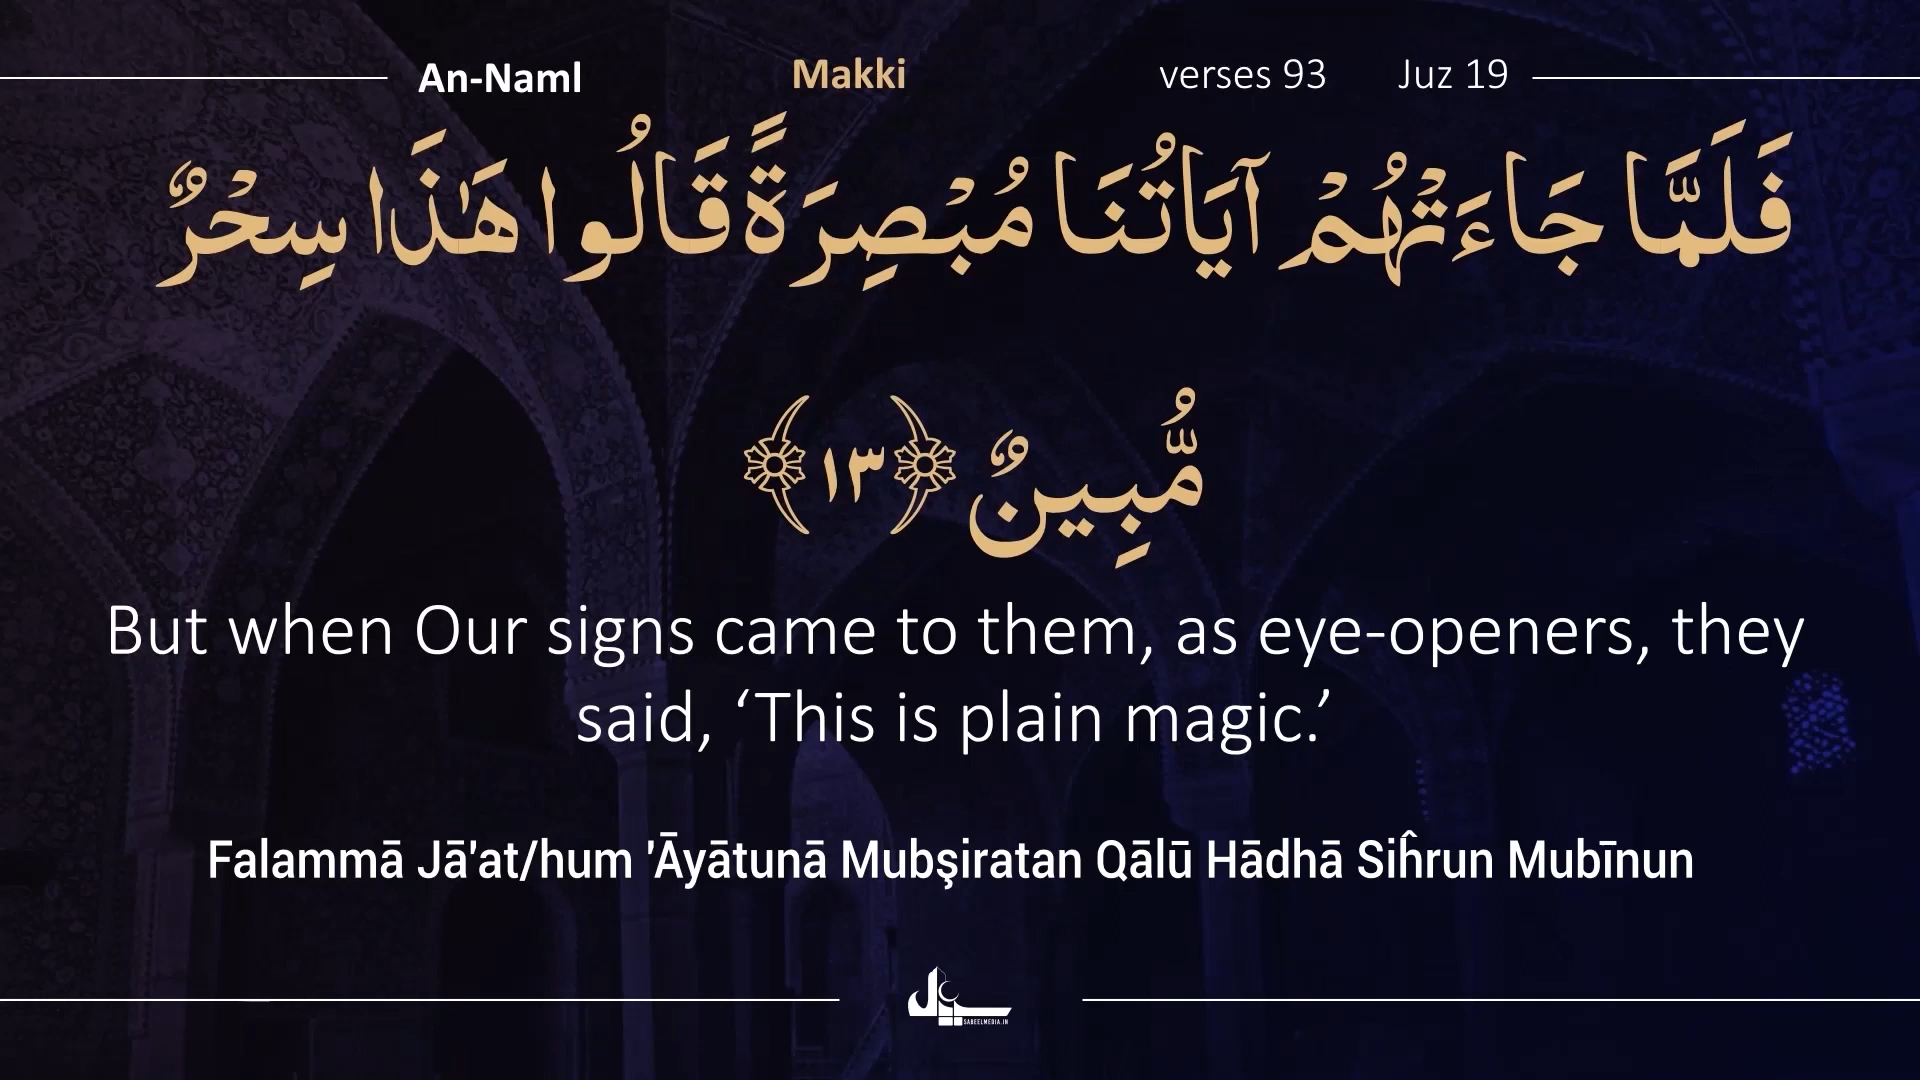 An-Naml Makki verses 93 Juz 19
فَلَمَّا جَاءَتْهُمْ آيَاتُنَا مُبْصِرَةً قَالُوا هَـٰذَا سِحْرٌ
مُّبِينٌ ﴿١٣﴾
But when Our signs came to them, as eye-openers, they
said, ‘This is plain magic.’
Falammā Jā'at/hum 'Āyātunā Mubşiratan Qālū Hādhā Siĥrun Mubīnun
SABEELMEDIA.IN